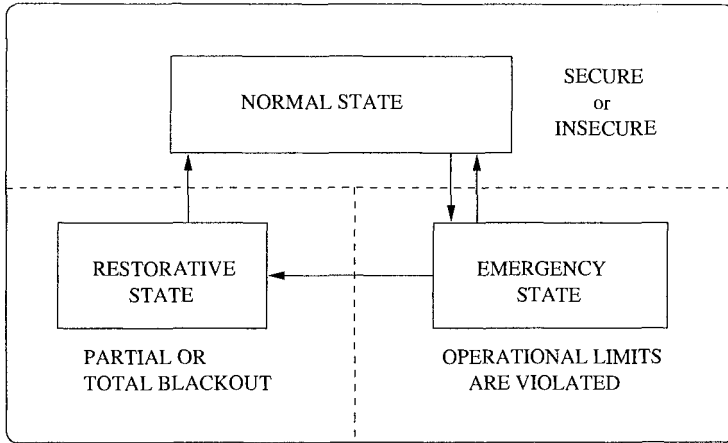 NORMAL STATE
SECURE
or
INSECURE
RESTORATIVE
STATE
EMERGENCY
STATE
PARTIAL OR
TOTAL BLACKOUT
OPERATIONAL LIMITS
ARE VIOLATED